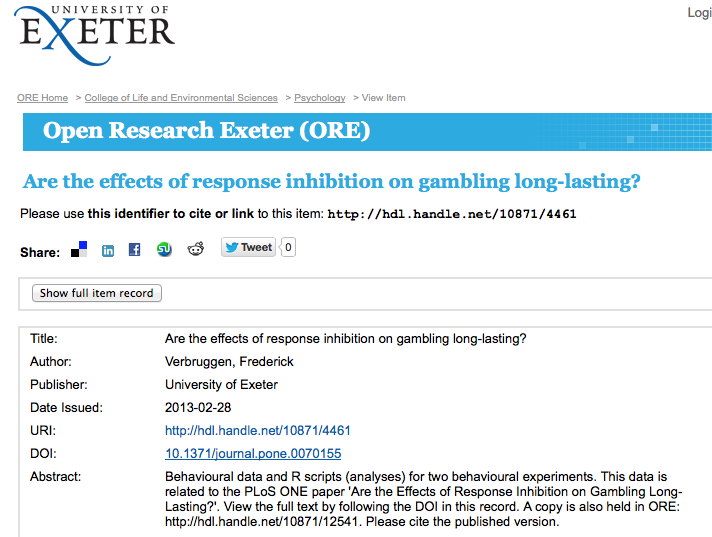 UNIVERSITY OF
EXETER
Logi
ORE Home > College of Life and Environmental Sciences > Psychology > View Item
Open Research Exeter (ORE)
Are the effects of response inhibition on gambling long-lasting?
Please use this identifier to cite or link to this item: http://hdl.handle.net/10871/4461
Share: in f Tweet 0
Show full item record
Title: Are the effects of response inhibition on gambling long-lasting?
Author: Verbruggen, Frederick
Publisher: University of Exeter
Date Issued: 2013-02-28
URI: http://hdl.handle.net/10871/4461
DOI: 10.1371/journal.pone.0070155
Abstract: Behavioural data and R scripts (analyses) for two behavioural experiments. This data is
related to the PLoS ONE paper 'Are the Effects of Response Inhibition on Gambling Long-
Lasting?'. View the full text by following the DOI in this record. A copy is also held in ORE:
http://hdl.handle.net/10871/12541. Please cite the published version.